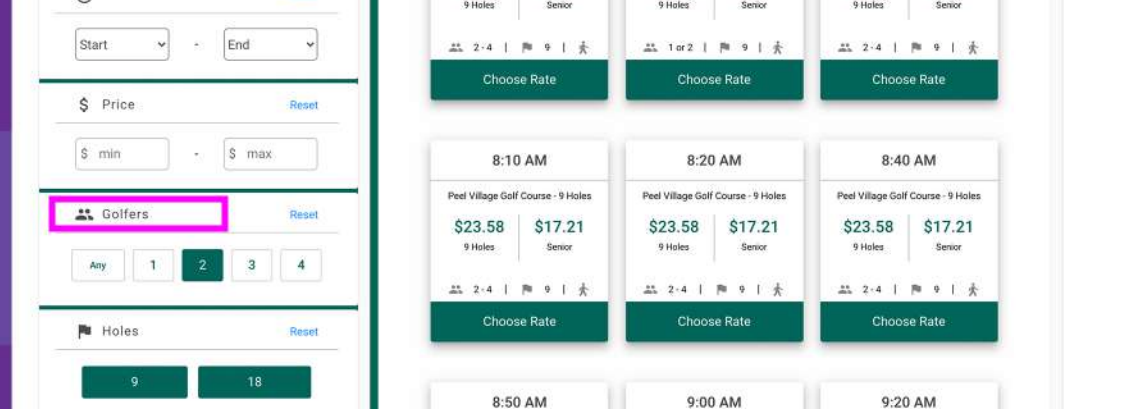 Start - End
$ Price Reset
$ min - $ max
Golfers Reset
Any 1 2 3 4
Holes Reset
9 18
9 Holes Senior 9 Holes Senior 9 Holes Senior
2-4 | 9 | 1 or 2 | 9 | 2-4 | 9 |
Choose Rate Choose Rate Choose Rate
8:10 AM 8:20 AM 8:40 AM
Peel Village Golf Course - 9 Holes Peel Village Golf Course - 9 Holes Peel Village Golf Course - 9 Holes
$23.58 $17.21 $23.58 $17.21 $23.58 $17.21
9 Holes Senior 9 Holes Senior 9 Holes Senior
2-4 | 9 | 2-4 | 9 | 2-4 | 9 |
Choose Rate Choose Rate Choose Rate
8:50 AM 9:00 AM 9:20 AM